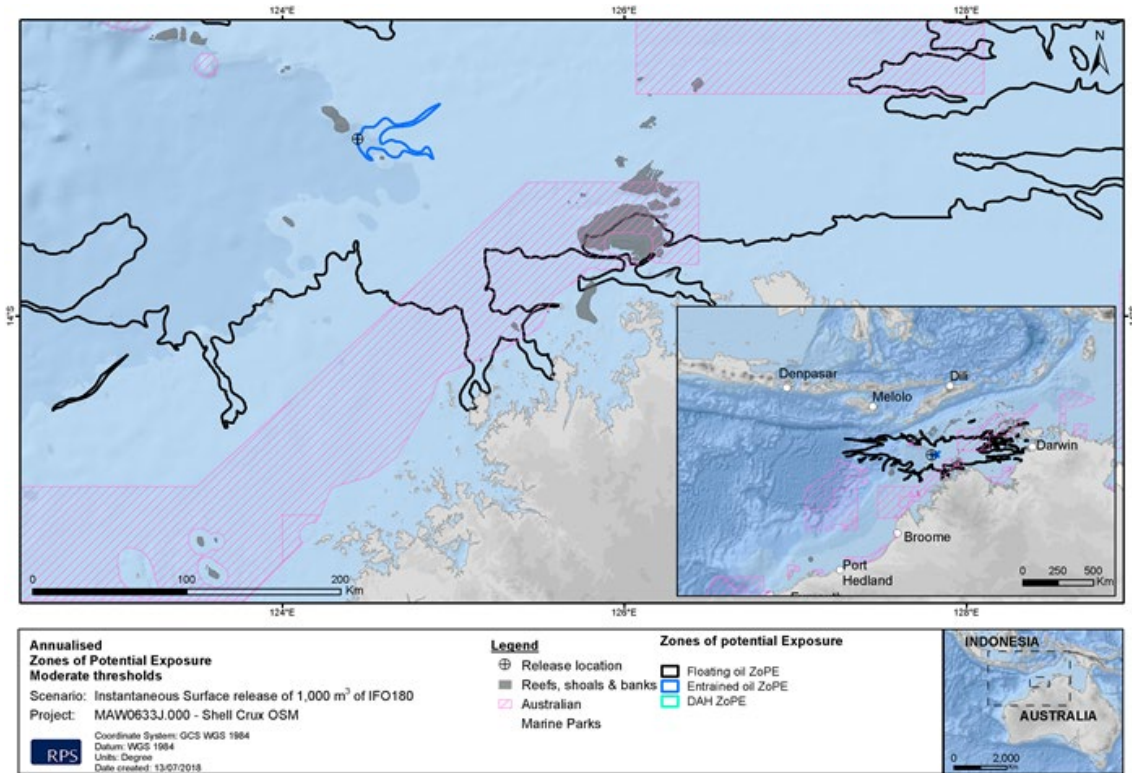 124°E
126°E
128°E
N
14°S
Denpasar
Dili
Melolo
Darwin
Broome
Port
Hedland
0 250 500
Km
0 100 200
Km
124°E
126°E
128°E
Annualised
Zones of Potential Exposure
Moderate thresholds
Scenario: Instantaneous Surface release of 1,000 m³ of IFO180
Project: MAW0633J.000 - Shell Crux OSM
RPS
Coordinate System: GCS WGS 1984
Datum: WGS 1984
Units: Degree
Date created: 13/07/2018
Legend
Release location
Reefs, shoals & banks
Australian
Marine Parks
Zones of potential Exposure
Floating oil ZoPE
Entrained oil ZoPE
DAH ZoPE
INDONESIA
AUSTRALIA
0 2,000
Km